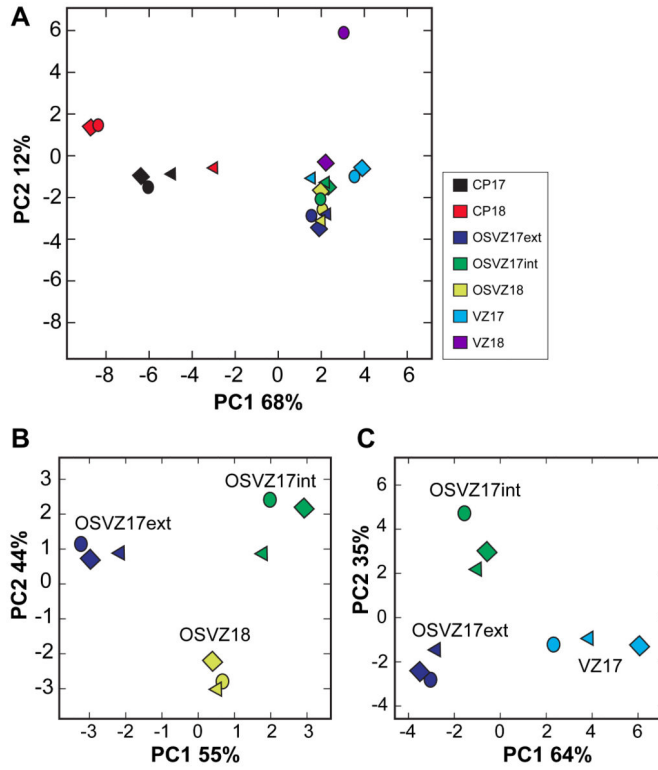 A
6
4
2
0
-2
-4
-6
-8
PC2 12%
-8 -6 -4 -2 0 2 4 6
PC1 68%
CP17
CP18
OSVZ17ext
OSVZ17int
OSVZ18
VZ17
VZ18
B
3
2
1
0
-1
-2
-3
PC2 44%
OSVZ17int
OSVZ17ext
OSVZ18
-3 -2 -1 0 1 2 3
PC1 55%
C
6
4
2
0
-2
-4
PC2 35%
OSVZ17int
OSVZ17ext
VZ17
-4 -2 0 2 4 6
PC1 64%